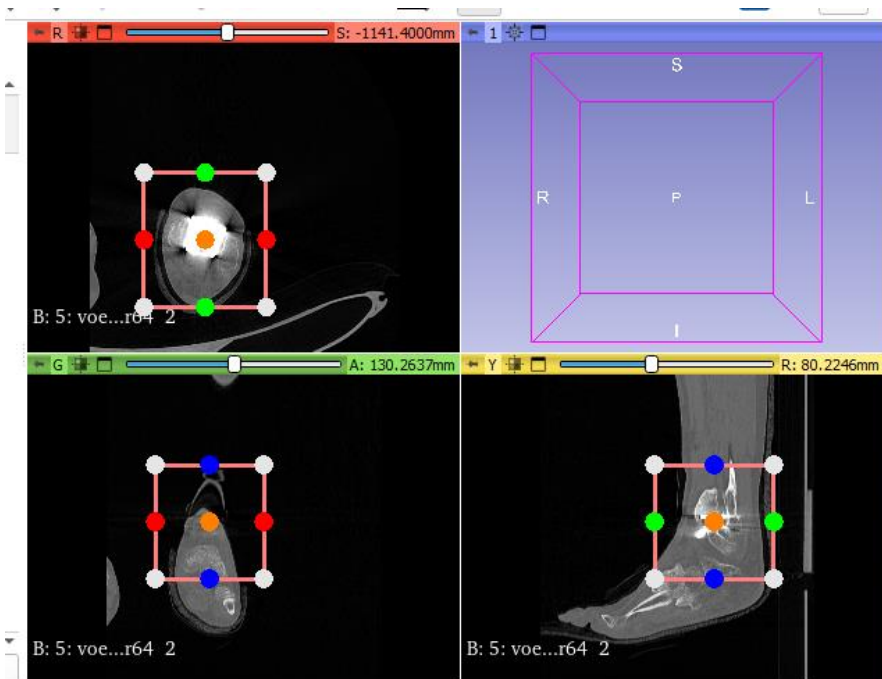 R S: -1141.4000mm
1
S
R P L
I
B: 5: voe...r64 2
G A: 130.2637mm
Y R: 80.2246mm
B: 5: voe...r64 2
B: 5: voe...r64 2